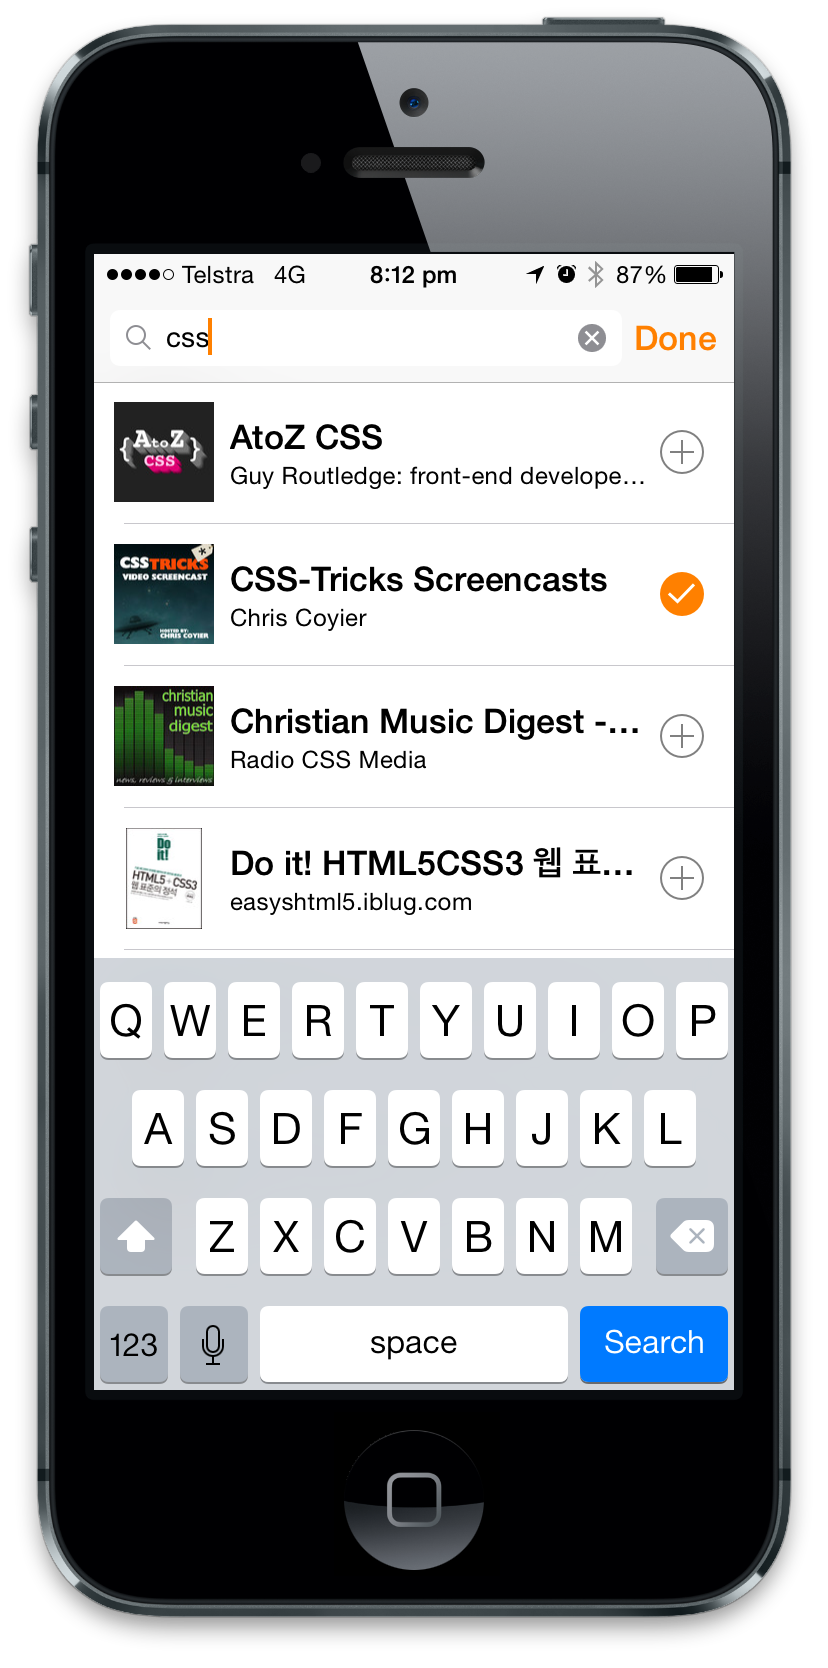 Telstra 4G 8:12 pm 87%
css Done
{AtoZ}
CSS
AtoZ CSS
Guy Routledge: front-end develope...
CSSTRICKS *
VIDEO SCREENCAST
HOSTED BY:
CHRIS COYIER
CSS-Tricks Screencasts
Chris Coyier
christian
music
digest
news, reviews & interviews
Christian Music Digest -...
Radio CSS Media
Do
it!
HTML5+CSS3
웹 표준의 정석
Do it! HTML5CSS3 웹 표...
easyshtml5.iblug.com
Q W E R T Y U I O P
A S D F G H J K L
Z X C V B N M
123 space Search